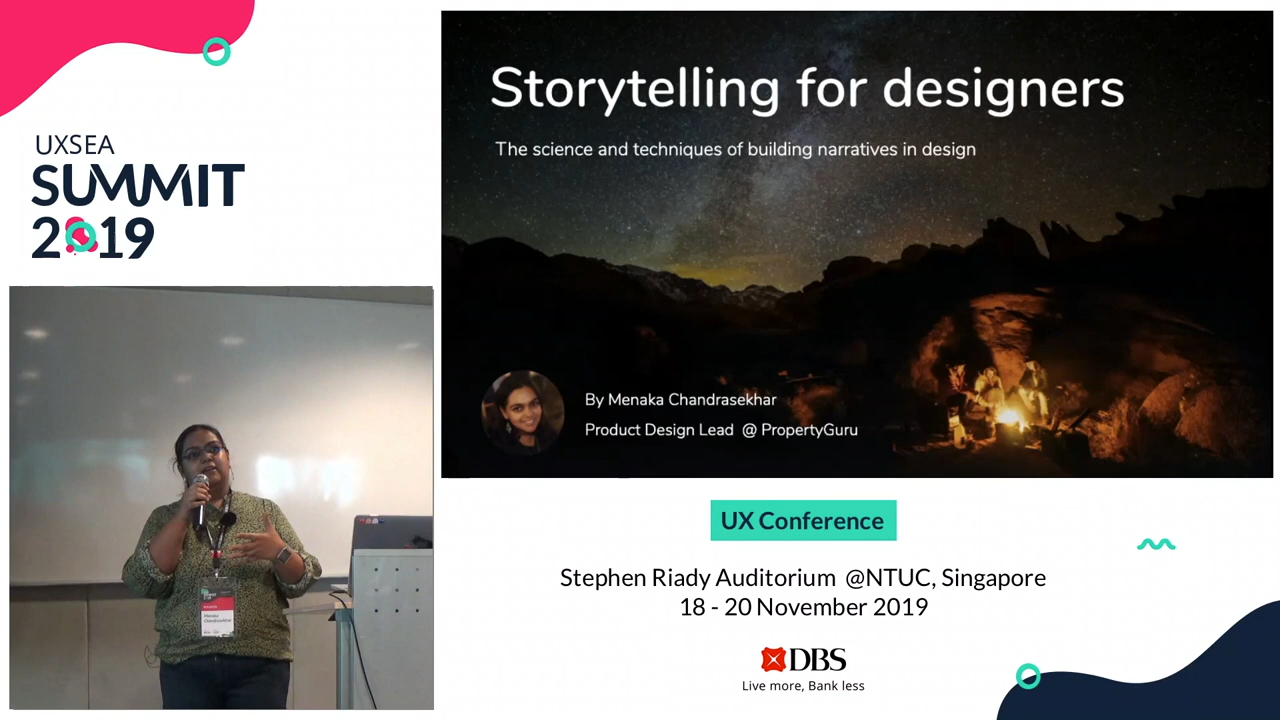 UXSEA
SUMMIT
2019
Storytelling for designers
The science and techniques of building narratives in design
By Menaka Chandrasekhar
Product Design Lead @ PropertyGuru
Menaka
Chandrasekhar
UX Conference
Stephen Riady Auditorium @NTUC, Singapore
18 - 20 November 2019
DBS
Live more, Bank less